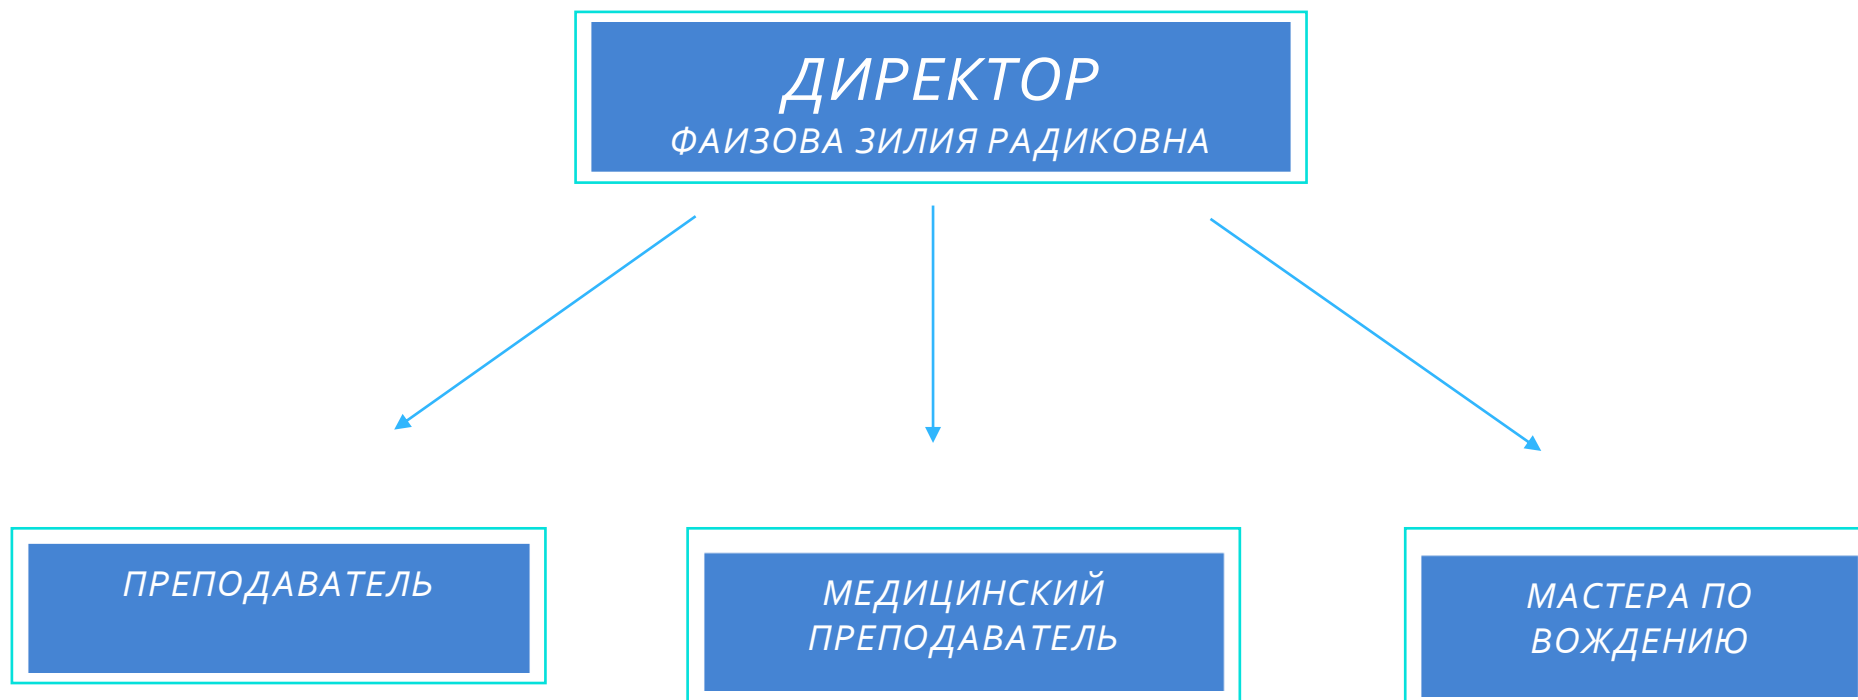 ДИРЕКТОР
ФАИЗОВА ЗИЛИЯ РАДИКОВНА
ПРЕПОДАВАТЕЛЬ
МЕДИЦИНСКИЙ
ПРЕПОДАВАТЕЛЬ
МАСТЕРА ПО
ВОЖДЕНИЮ